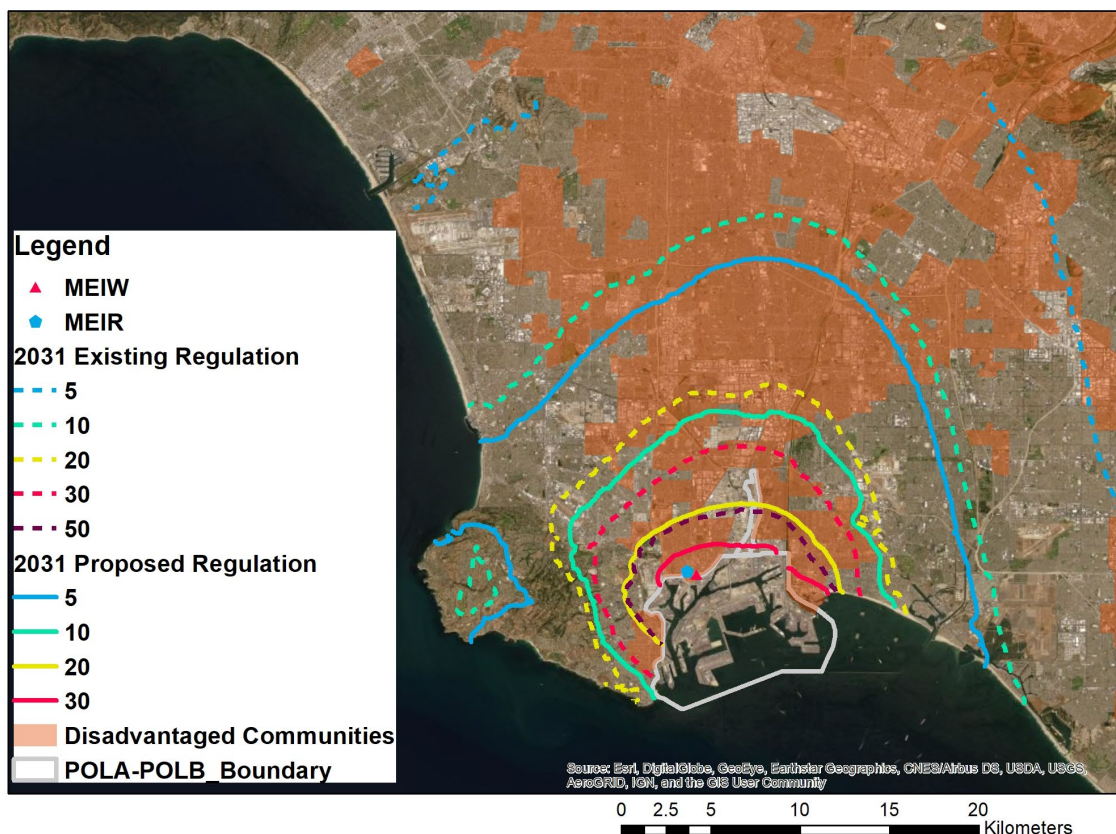 Legend
MEIW
MEIR
2031 Existing Regulation
5
10
20
30
50
2031 Proposed Regulation
5
10
20
30
Disadvantaged Communities
POLA-POLB_Boundary
Source: Esri, DigitalGlobe, GeoEye, Earthstar Geographics, CNES/Airbus DS, USDA, USGS,
AeroGRID, IGN, and the GIS User Community
0 2.5 5 10 15 20
Kilometers